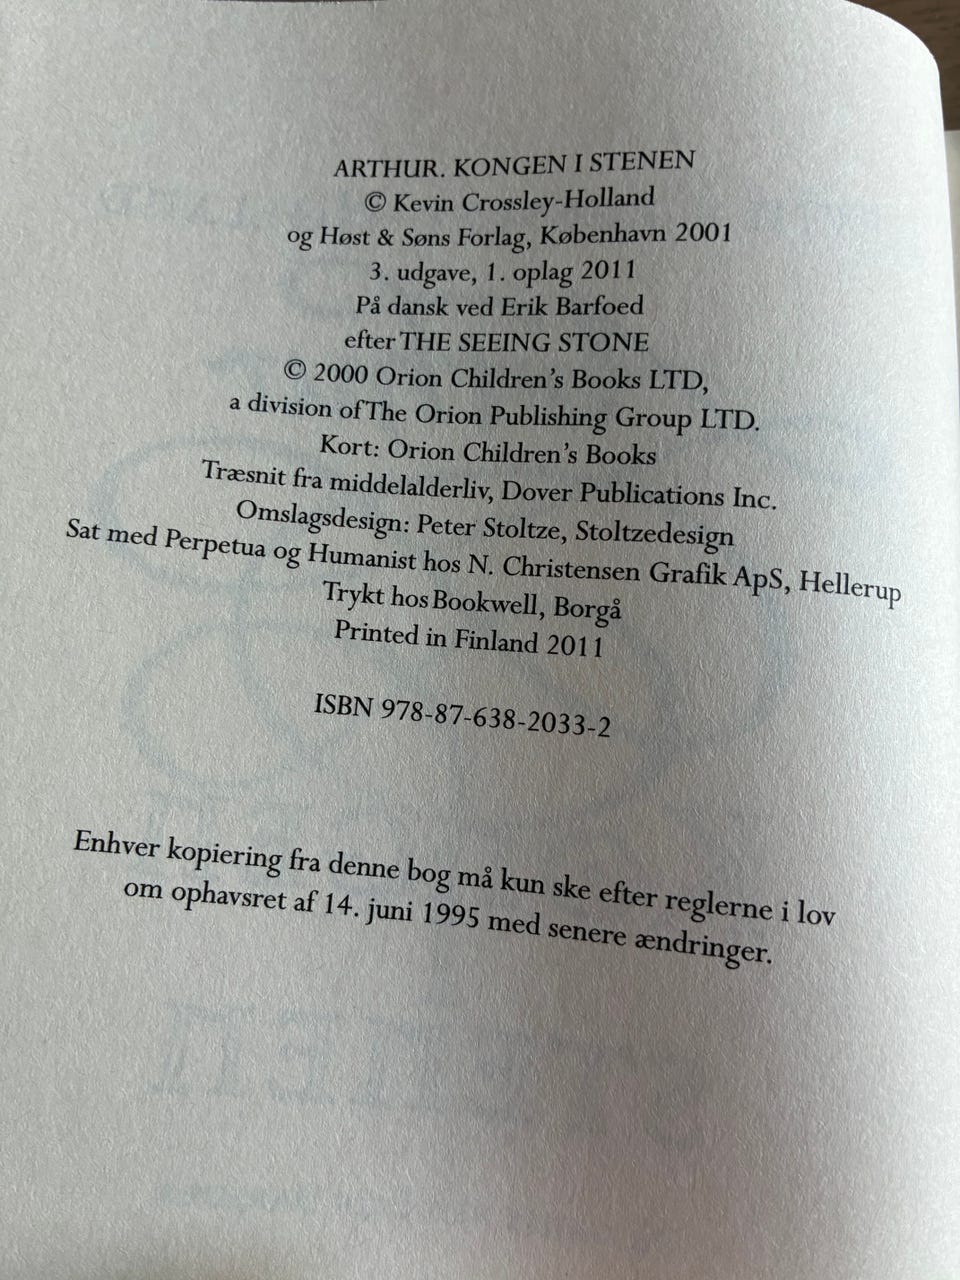 ARTHUR. KONGEN I STENEN
© Kevin Crossley-Holland
og Høst & Søns Forlag, København 2001
3. udgave, 1. oplag 2011
På dansk ved Erik Barfoed
efter THE SEEING STONE
© 2000 Orion Children's Books LTD,
a division of The Orion Publishing Group LTD.
Kort: Orion Children's Books
Træsnit fra middelalderliv, Dover Publications Inc.
Omslagsdesign: Peter Stoltze, Stoltzedesign
Sat med Perpetua og Humanist hos N. Christensen Grafik ApS, Hellerup
Trykt hos Bookwell, Borgå
Printed in Finland 2011
ISBN 978-87-638-2033-2
Enhver kopiering fra denne bog må kun ske efter reglerne i lov
om ophavsret af 14. juni 1995 med senere ændringer.